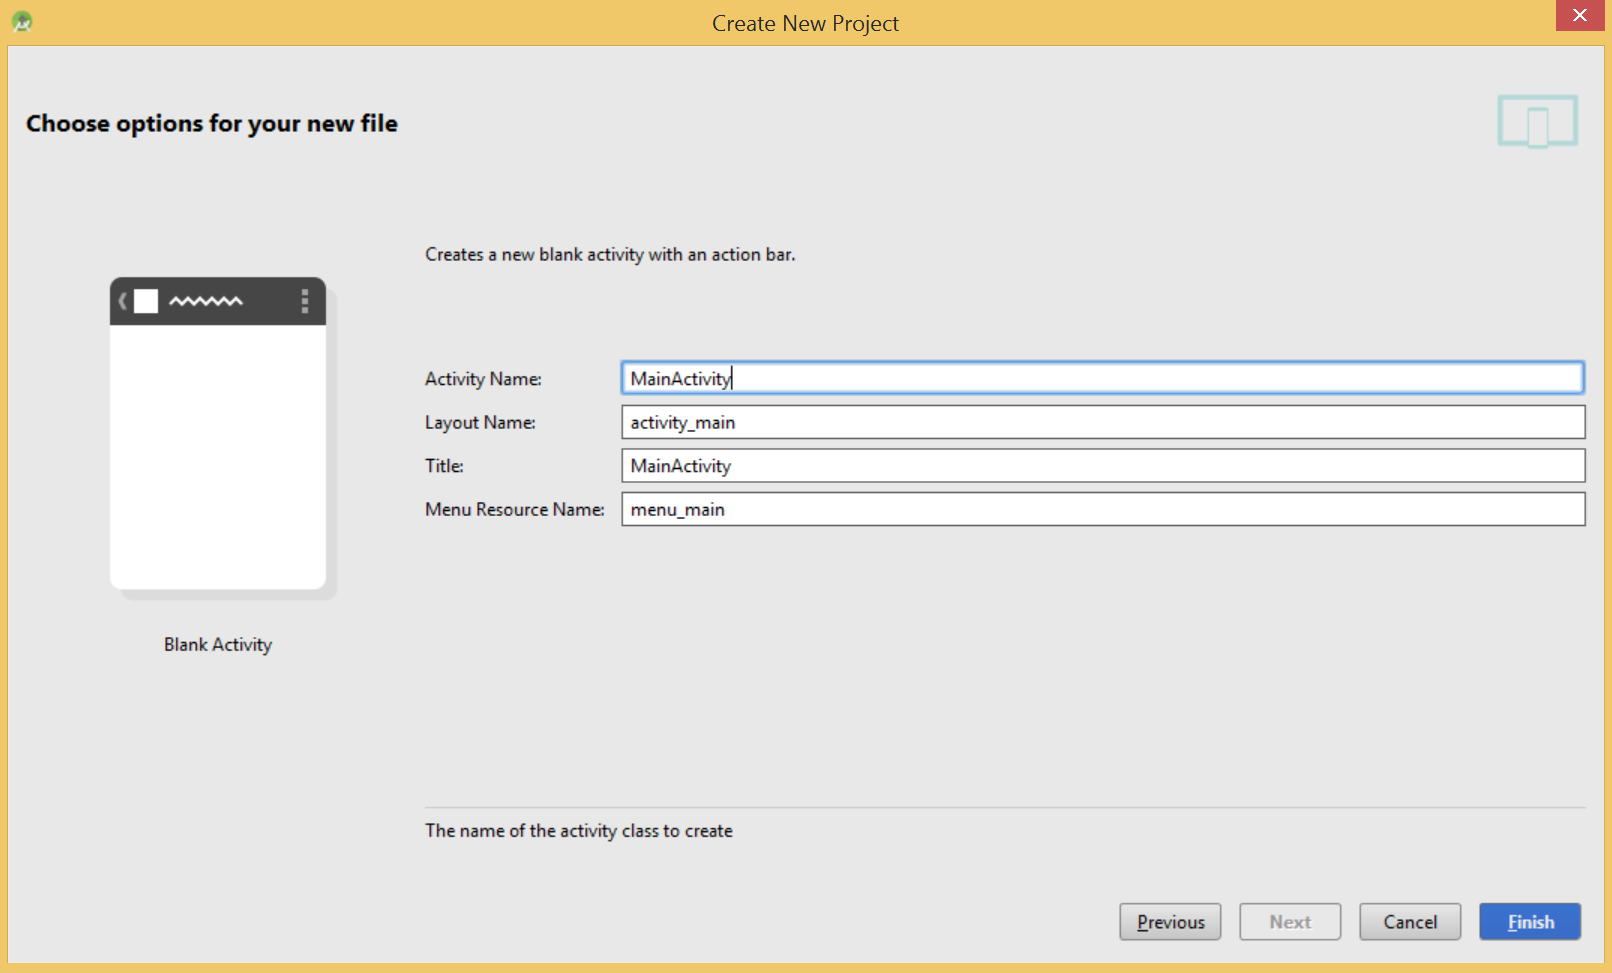 Create New Project
Choose options for your new file
Creates a new blank activity with an action bar.
Activity Name: MainActivity
Layout Name: activity_main
Title: MainActivity
Menu Resource Name: menu_main
Blank Activity
The name of the activity class to create
Previous Next Cancel Finish